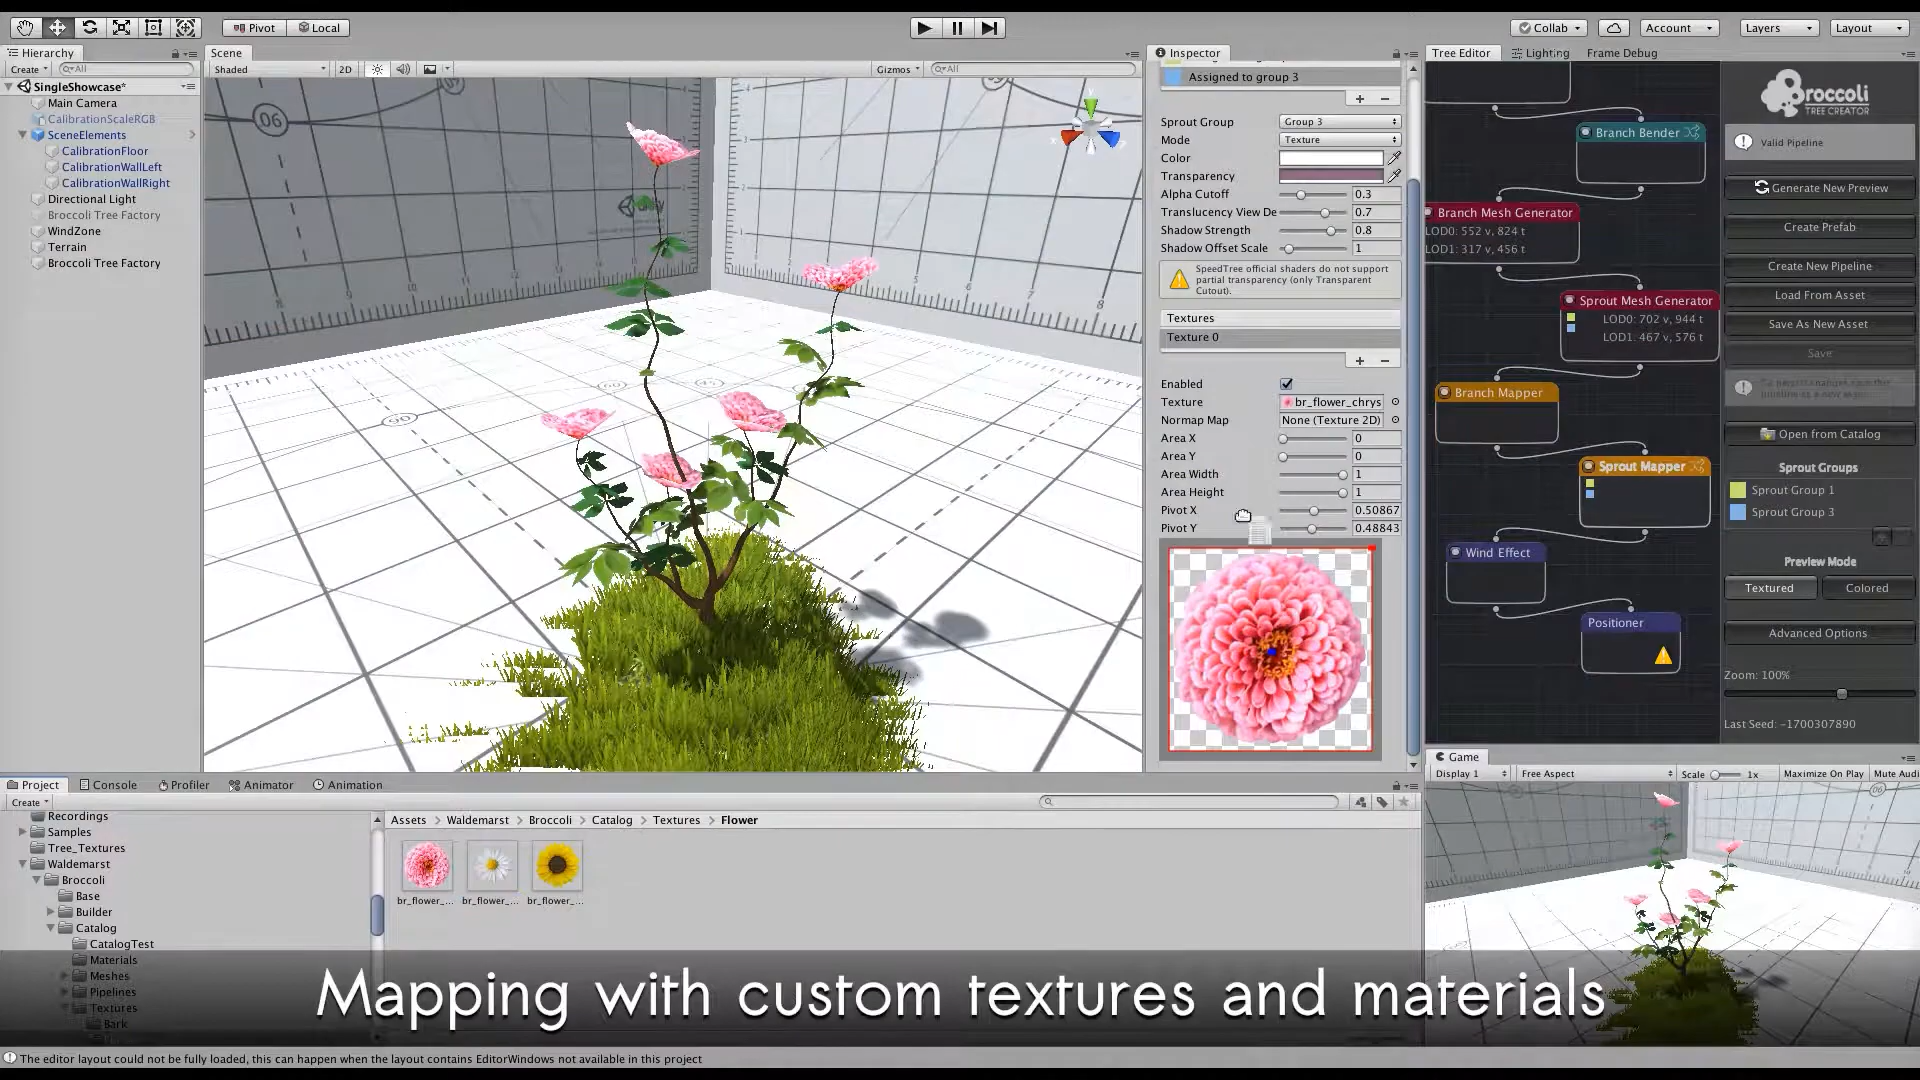 Pivot
Local
Collab
Account
Layers
Layout
Hierarchy
Create
All
SingleShowcase*
Main Camera
CalibrationScaleRGB
SceneElements
CalibrationFloor
CalibrationWallLeft
CalibrationWallRight
Directional Light
Broccoli Tree Factory
WindZone
Terrain
Broccoli Tree Factory
Scene
Shaded
2D
Gizmos
All
06
90
Inspector
Assigned to group 3
Sprout Group
Group 3
Mode
Texture
Color
Transparency
Alpha Cutoff
0.3
Translucency View De
0.7
Shadow Strength
0.8
Shadow Offset Scale
1
SpeedTree official shaders do not support
partial transparency (only Transparent
Cutout).
Textures
Texture 0
Enabled
Texture
br_flower_chrys
Normap Map
None (Texture 2D)
Area X
0
Area Y
0
Area Width
1
Area Height
1
Pivot X
0.50867
Pivot Y
0.48843
Tree Editor
Lighting
Frame Debug
Branch Bender
Branch Mesh Generator
LOD0: 552 v, 824 t
LOD1: 317 v, 456 t
Sprout Mesh Generator
LOD0: 702 v, 944 t
LOD1: 467 v, 576 t
Branch Mapper
Sprout Mapper
Wind Effect
Positioner
Broccoli
TREE CREATOR
Valid Pipeline
Generate New Preview
Create Prefab
Create New Pipeline
Load From Asset
Save As New Asset
Save
Open from Catalog
Sprout Groups
Sprout Group 1
Sprout Group 3
Preview Mode
Textured
Colored
Advanced Options
Zoom: 100%
Last Seed: -1700307890
Game
Display 1
Free Aspect
Scale
1x
Maximize On Play
Mute Audi
Project
Console
Profiler
Animator
Animation
Create
Recordings
Samples
Tree_Textures
Waldemarst
Broccoli
Base
Builder
Catalog
CatalogTest
Materials
Meshes
Pipelines
Textures
Bark
Assets > Waldemarst > Broccoli > Catalog > Textures > Flower
br_flower_...
br_flower_...
br_flower_...
Mapping with custom textures and materials
The editor layout could not be fully loaded, this can happen when the layout contains EditorWindows not available in this project